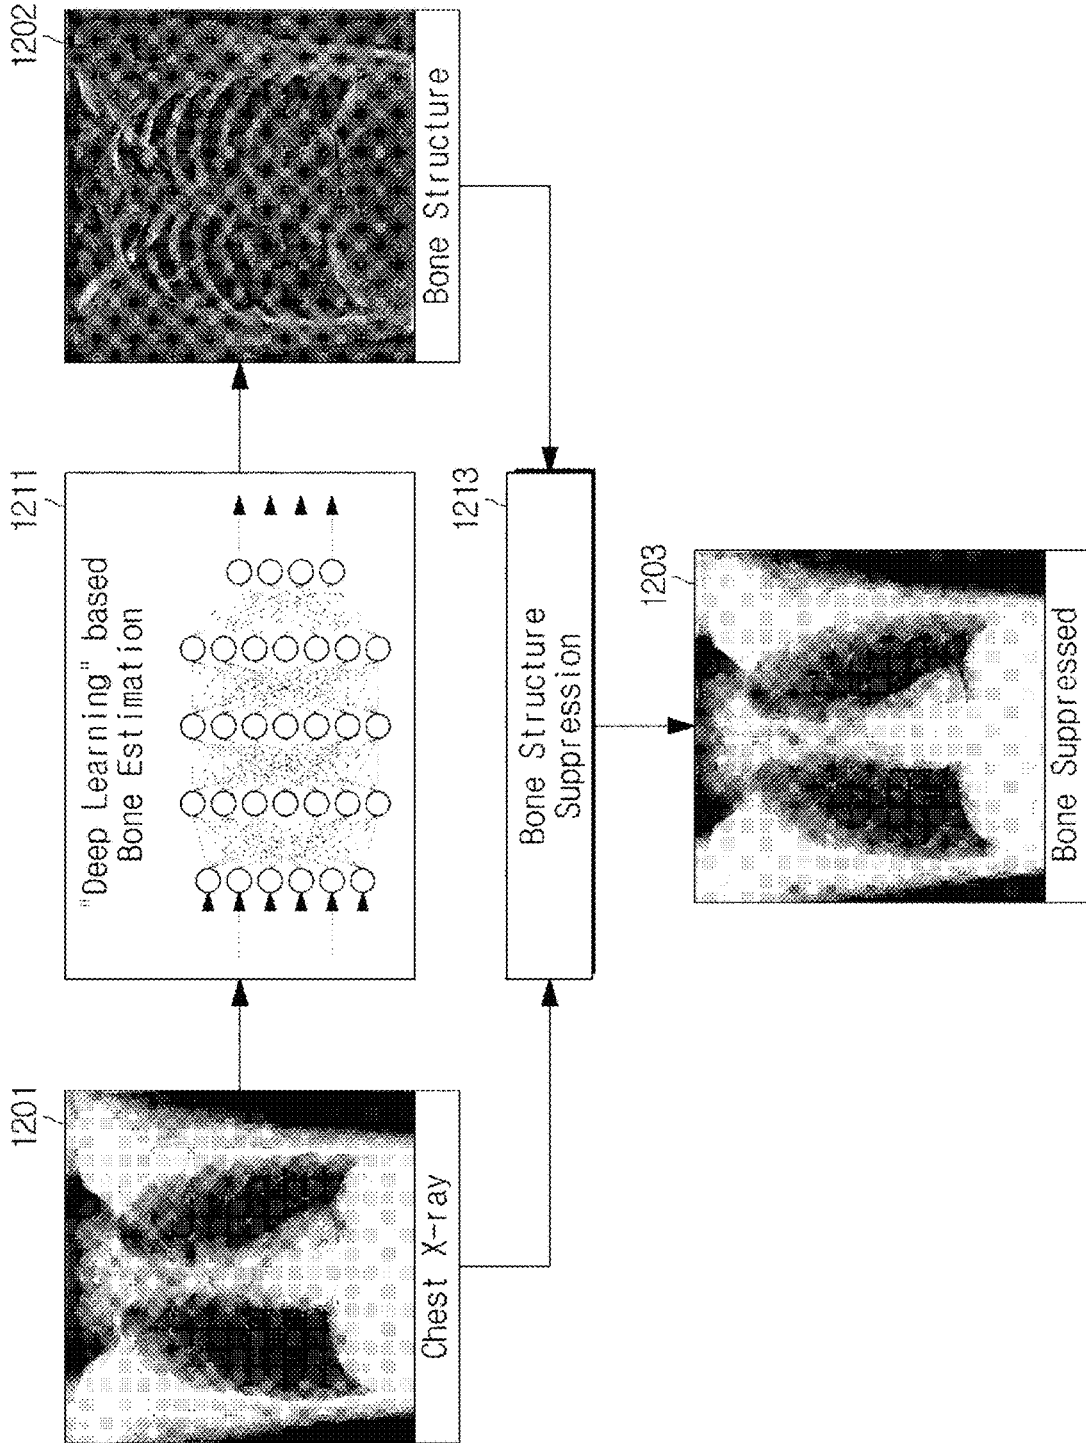 1201
Chest X-ray
1211
"Deep Learning" based
Bone Estimation
1202
Bone Structure
1213
Bone Structure
Suppression
1203
Bone Suppressed